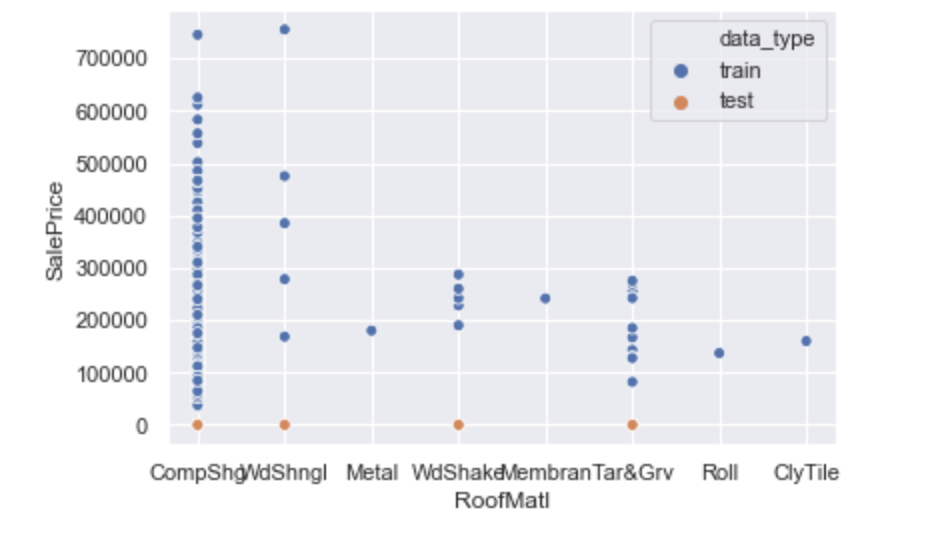 data_type
train
test
700000
600000
500000
400000
300000
200000
100000
0
SalePrice
CompShg WdShngl Metal WdShake Membran Tar&Grv Roll ClyTile
RoofMatl